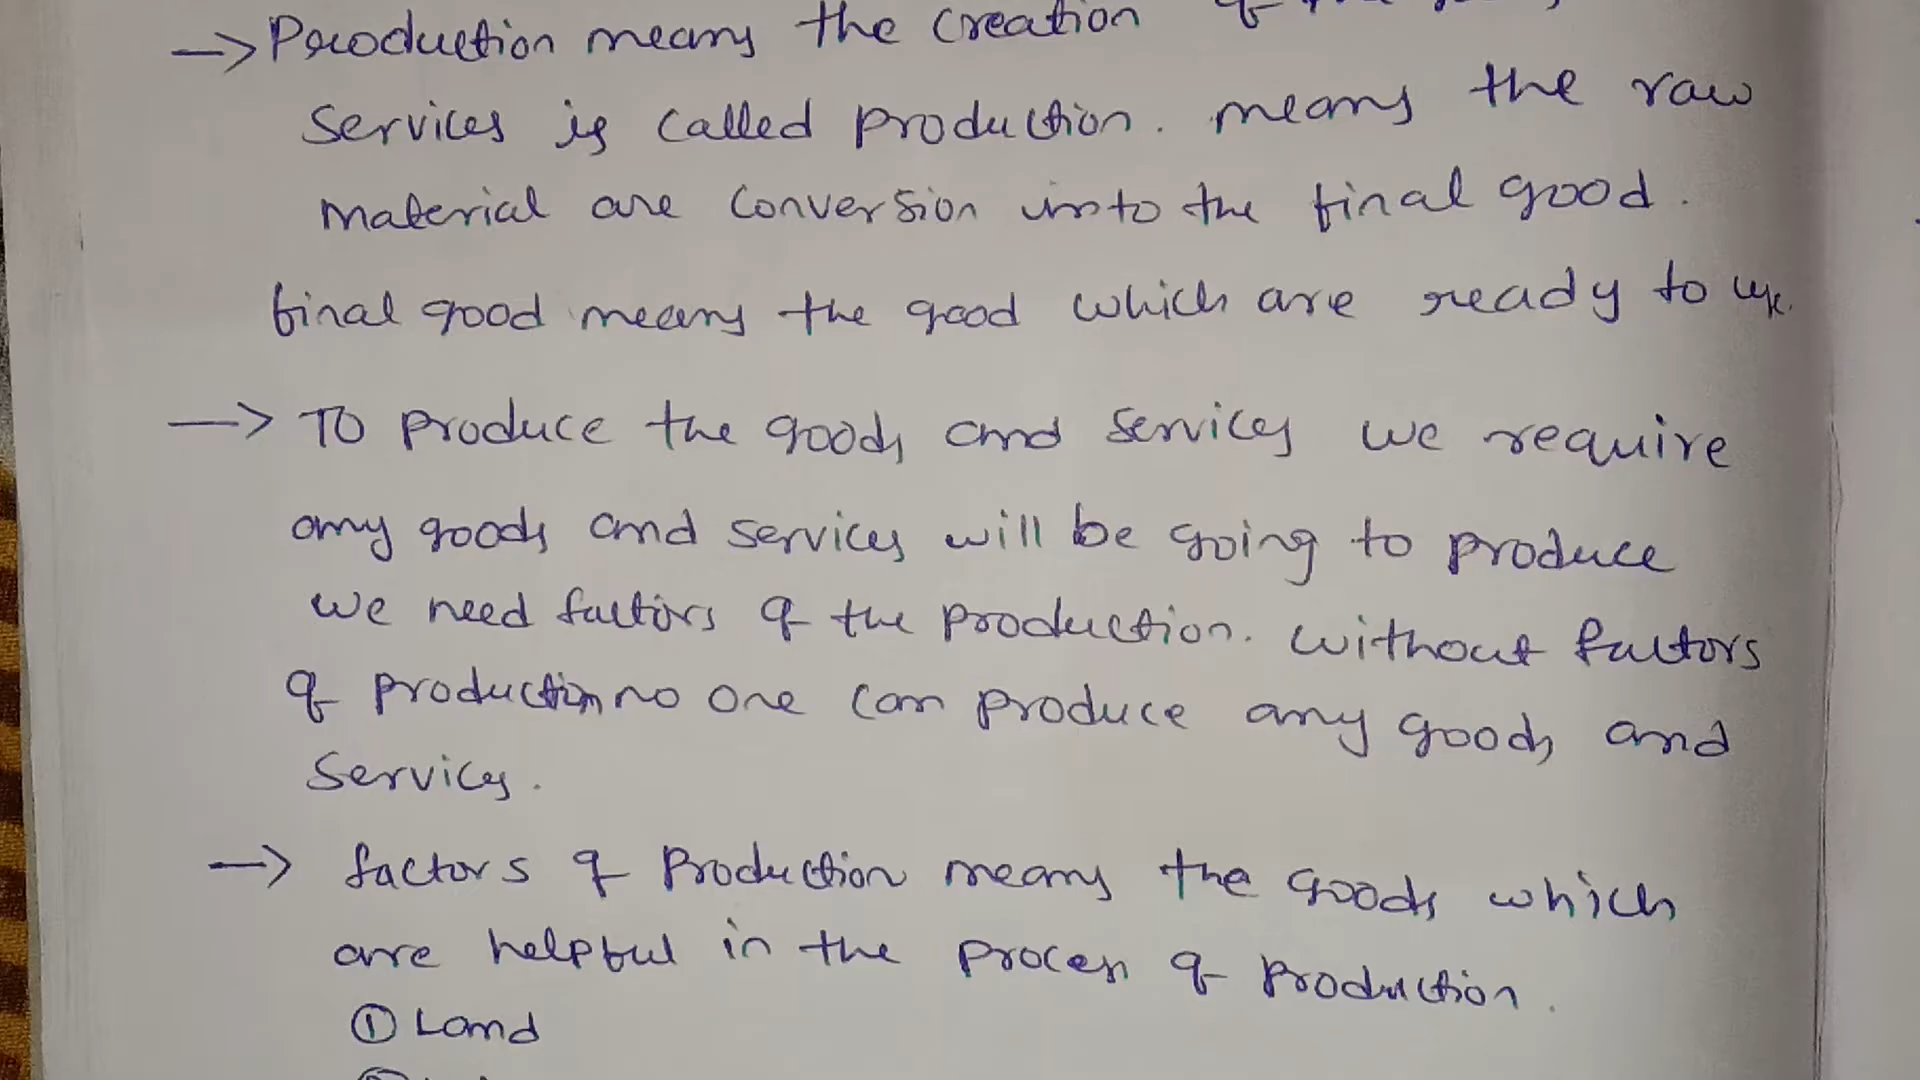 → Production means the creation of the
services is called production. means the raw
material are conversion into the final good.
final good means the good which are ready to use.
→ To produce the goods and services we require
any goods and services will be going to produce
we need factors of the production. without factors
of production no one can produce any goods and
services.
→ factors of Production means the goods which
are helpful in the process of production.
① Land